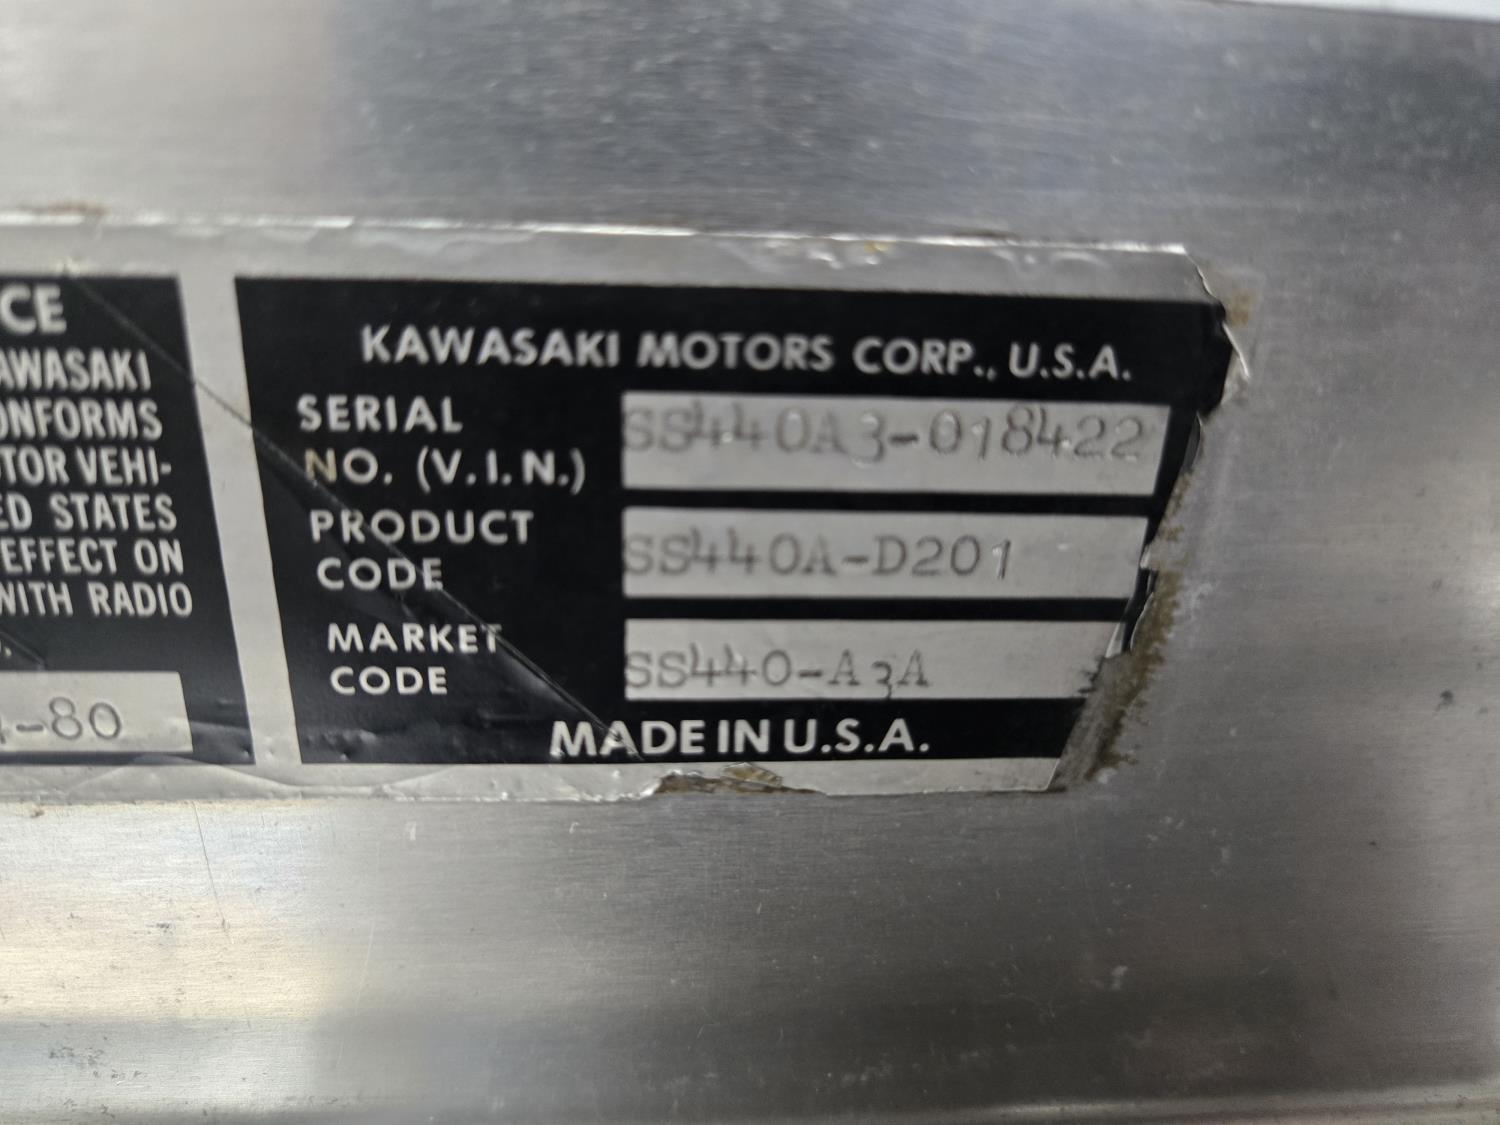 CE
AWASAKI
ONFORMS
TOR VEHI-
ED STATES
EFFECT ON
WITH RADIO
-80
KAWASAKI MOTORS CORP., U.S.A.
SERIAL
NO. (V.I.N.) SS440A3-018422
PRODUCT
CODE SS440A-D201
MARKET
CODE SS440-A3A
MADE IN U.S.A.